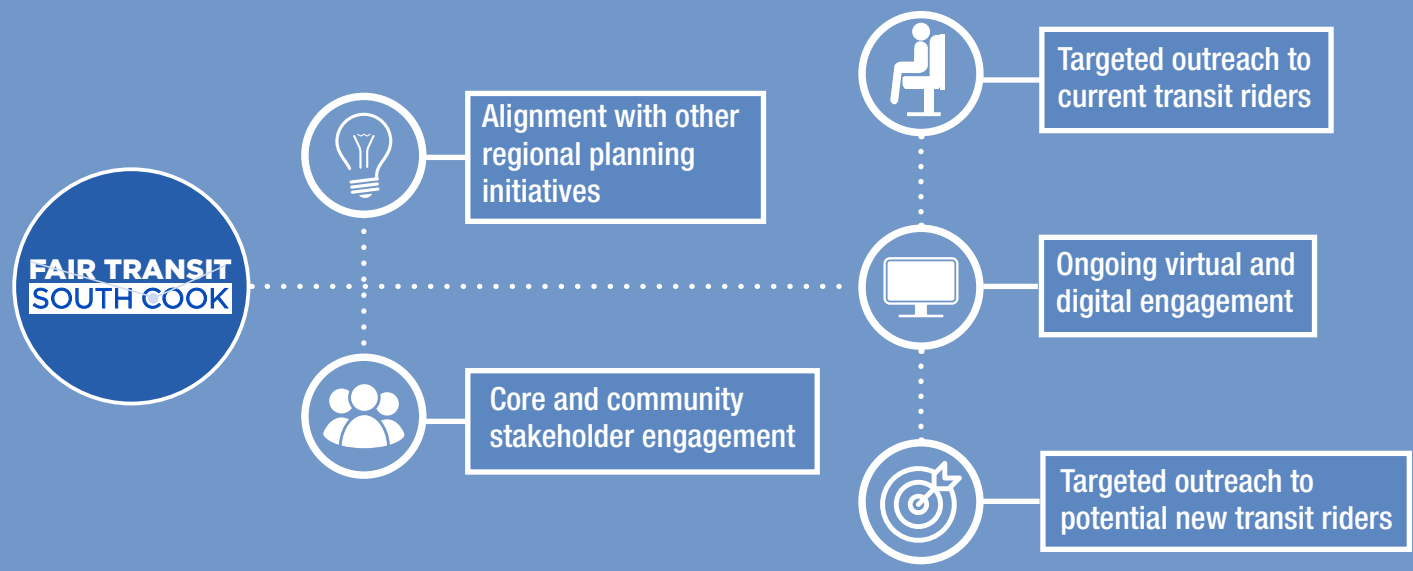 FAIR TRANSIT
SOUTH COOK
Alignment with other
regional planning
initiatives
Core and community
stakeholder engagement
Targeted outreach to
current transit riders
Ongoing virtual and
digital engagement
Targeted outreach to
potential new transit riders